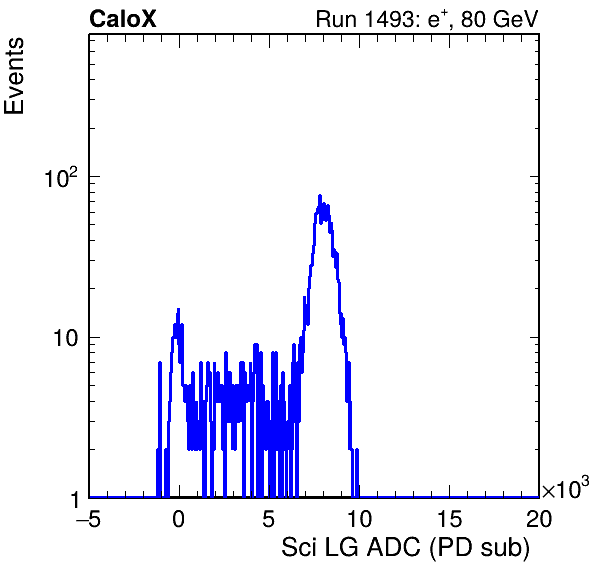 CaloX Run 1493: e⁺, 80 GeV
Events
10²
10
1
−5 0 5 10 15 20
×10³
Sci LG ADC (PD sub)